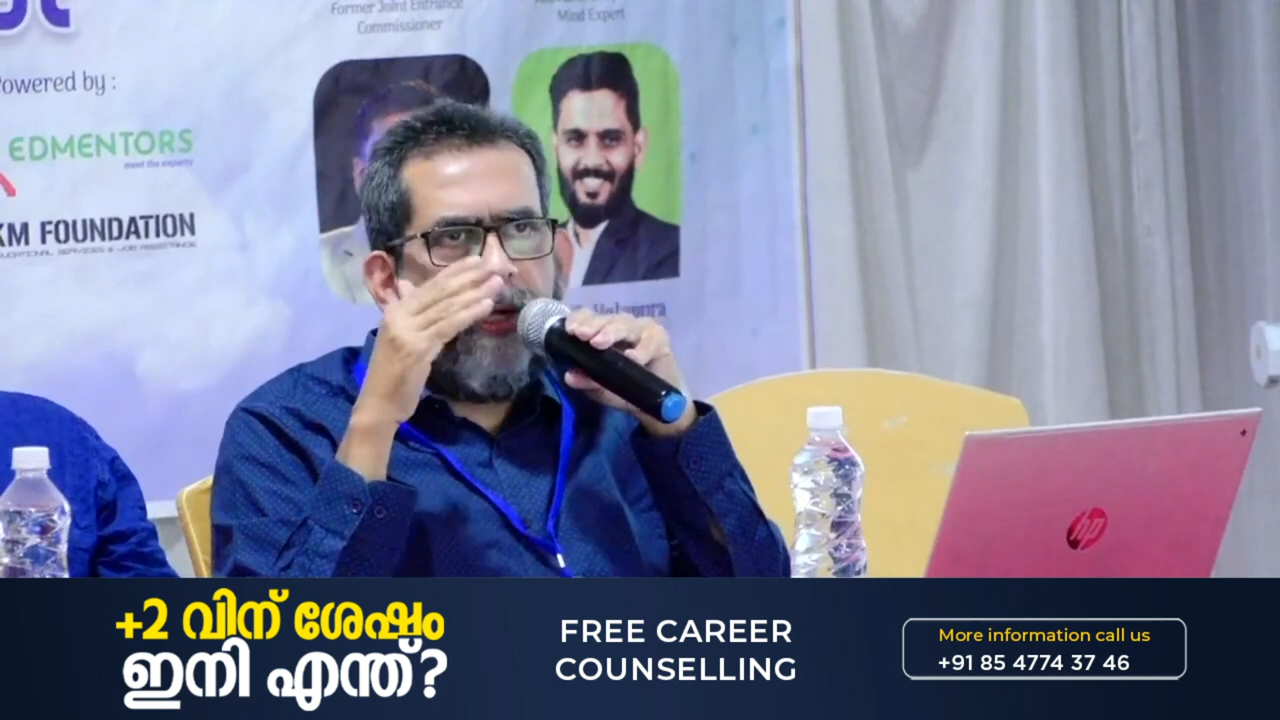 Former Joint Entrance
Commissioner
Mind Expert
Powered by :
EDMENTORS
meet the experts
KM FOUNDATION
hp
+2 വിന് ശേഷം
ഇനി എന്ത്?
FREE CAREER
COUNSELLING
More information call us
+91 85 4774 37 46